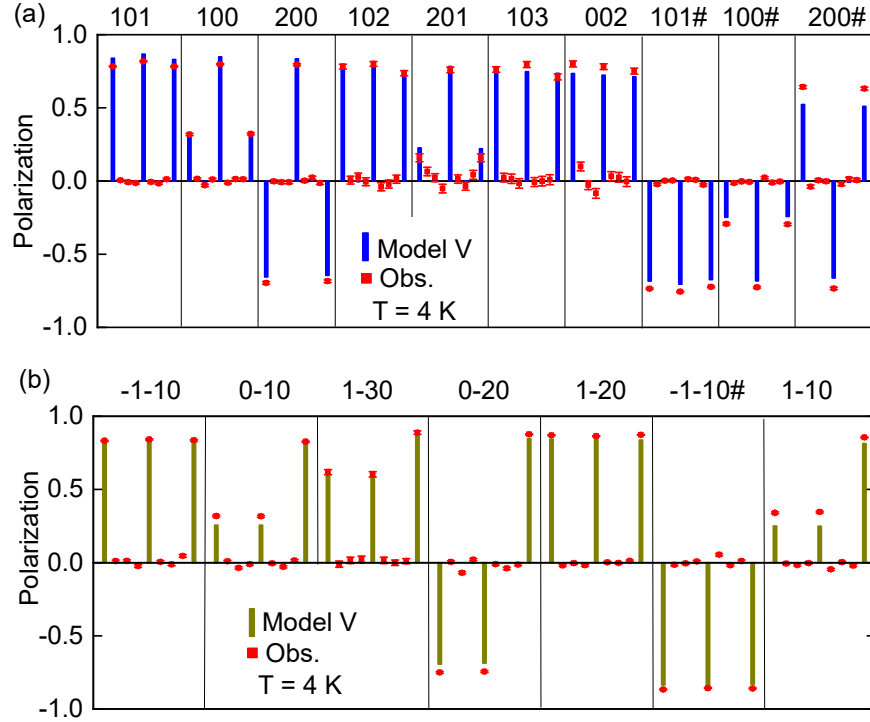 (a)
101 100 200 102 201 103 002 101# 100# 200#
1.0
0.5
0.0
-0.5
-1.0
Polarization
Model V
Obs.
T = 4 K
(b)
-1-10 0-10 1-30 0-20 1-20 -1-10# 1-10
1.0
0.5
0.0
-0.5
-1.0
Polarization
Model V
Obs.
T = 4 K